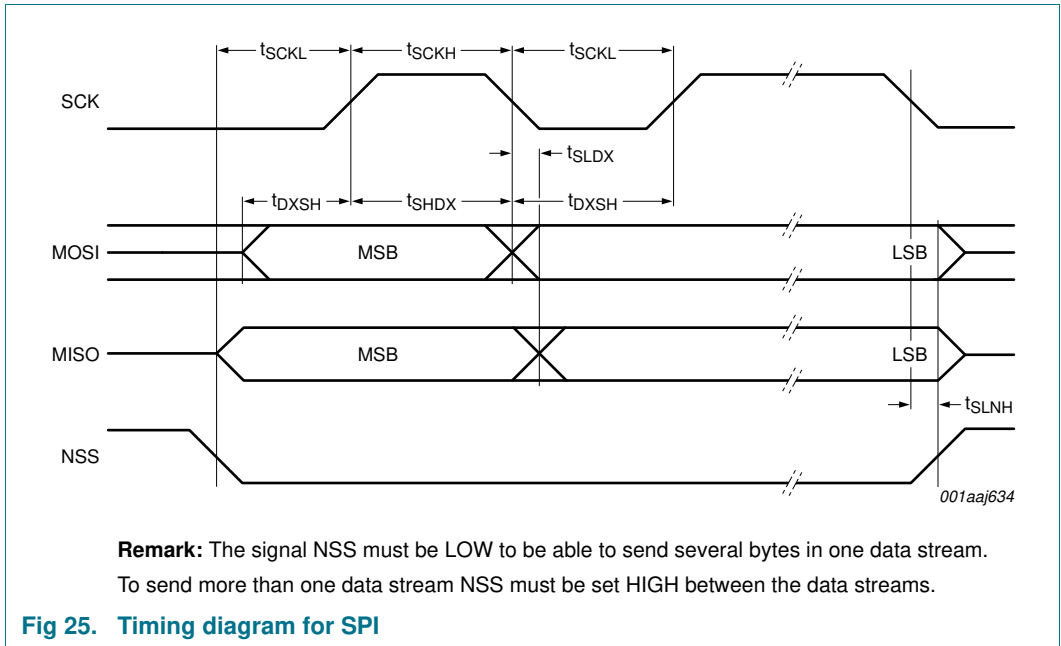 tSCKL tSCKH tSCKL
SCK
tSLDX
tDXSH tSHDX tDXSH
MOSI MSB LSB
MISO MSB LSB
tSLNH
NSS
001aaj634
Remark: The signal NSS must be LOW to be able to send several bytes in one data stream.
To send more than one data stream NSS must be set HIGH between the data streams.
Fig 25. Timing diagram for SPI